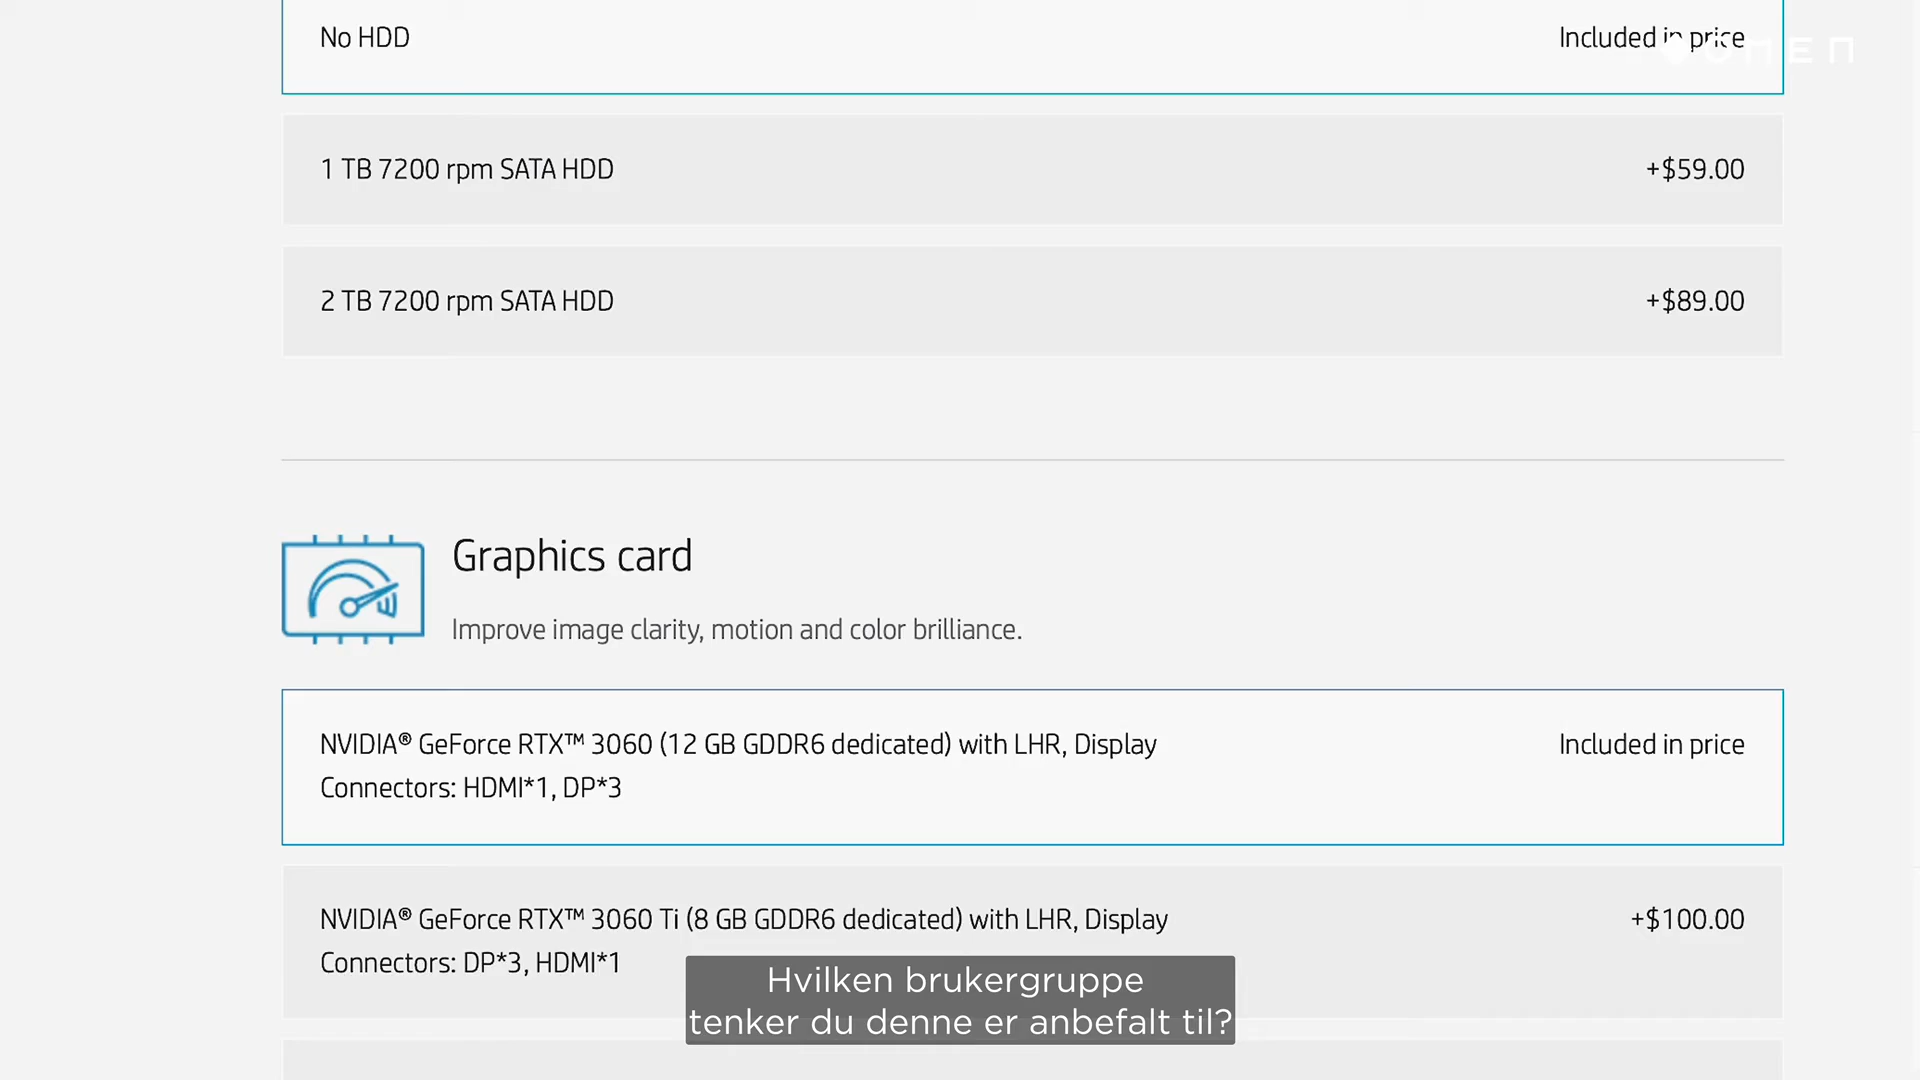 No HDD
Included in price
OMEN
1 TB 7200 rpm SATA HDD
+$59.00
2 TB 7200 rpm SATA HDD
+$89.00
Graphics card
Improve image clarity, motion and color brilliance.
NVIDIA® GeForce RTX™ 3060 (12 GB GDDR6 dedicated) with LHR, Display
Connectors: HDMI*1, DP*3
Included in price
NVIDIA® GeForce RTX™ 3060 Ti (8 GB GDDR6 dedicated) with LHR, Display
Connectors: DP*3, HDMI*1
+$100.00
Hvilken brukergruppe
tenker du denne er anbefalt til?